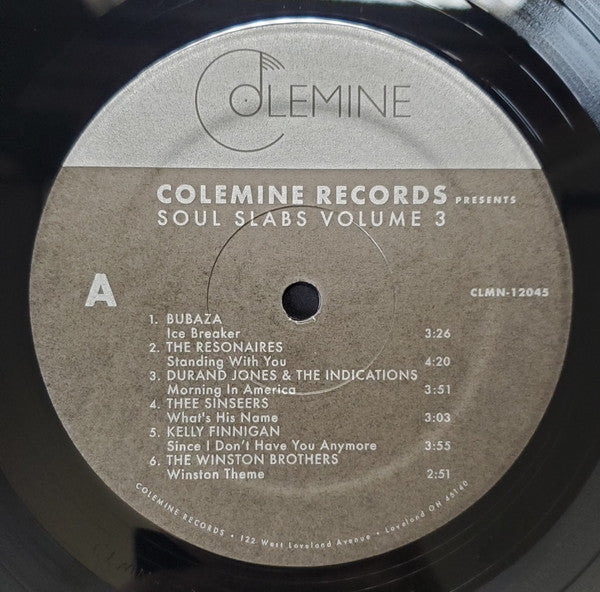 COLEMINE
COLEMINE RECORDS PRESENTS
SOUL SLABS VOLUME 3
A
CLMN-12045
1. BUBAZA
Ice Breaker 3:26
2. THE RESONAIRES
Standing With You 4:20
3. DURAND JONES & THE INDICATIONS
Morning In America 3:51
4. THEE SINSEERS
What's His Name 3:03
5. KELLY FINNIGAN
Since I Don't Have You Anymore 3:55
6. THE WINSTON BROTHERS
Winston Theme 2:51
COLEMINE RECORDS • 122 West Loveland Avenue • Loveland OH 45140